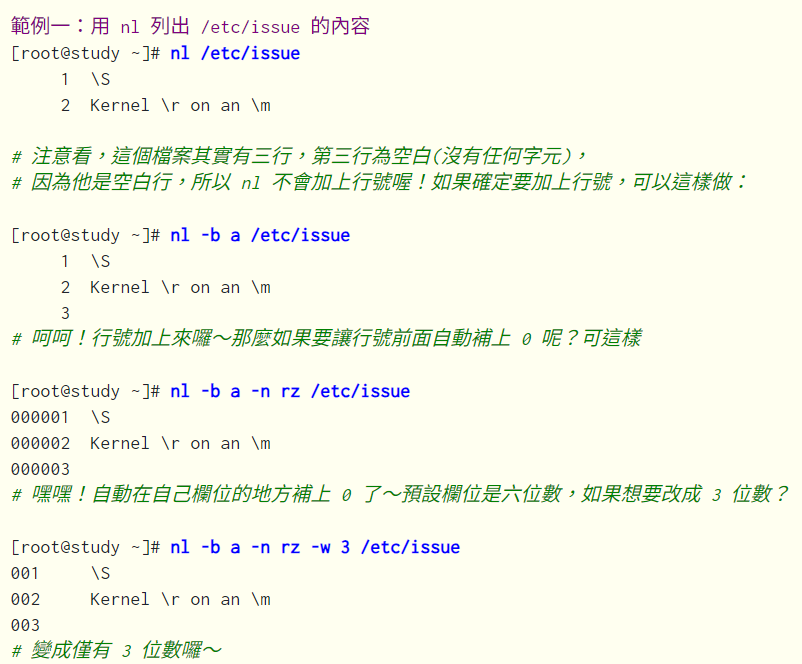 範例一：用 nl 列出 /etc/issue 的內容
[root@study ~]# nl /etc/issue
     1  \S
     2  Kernel \r on an \m
# 注意看，這個檔案其實有三行，第三行為空白(沒有任何字元)，
# 因為他是空白行，所以 nl 不會加上行號喔！如果確定要加上行號，可以這樣做：
[root@study ~]# nl -b a /etc/issue
     1  \S
     2  Kernel \r on an \m
     3
# 呵呵！行號加上來囉～那麼如果要讓行號前面自動補上 0 呢？可這樣
[root@study ~]# nl -b a -n rz /etc/issue
000001  \S
000002  Kernel \r on an \m
000003
# 嘿嘿！自動在自己欄位的地方補上 0 了～預設欄位是六位數，如果想要改成 3 位數？
[root@study ~]# nl -b a -n rz -w 3 /etc/issue
001     \S
002     Kernel \r on an \m
003
# 變成僅有 3 位數囉～